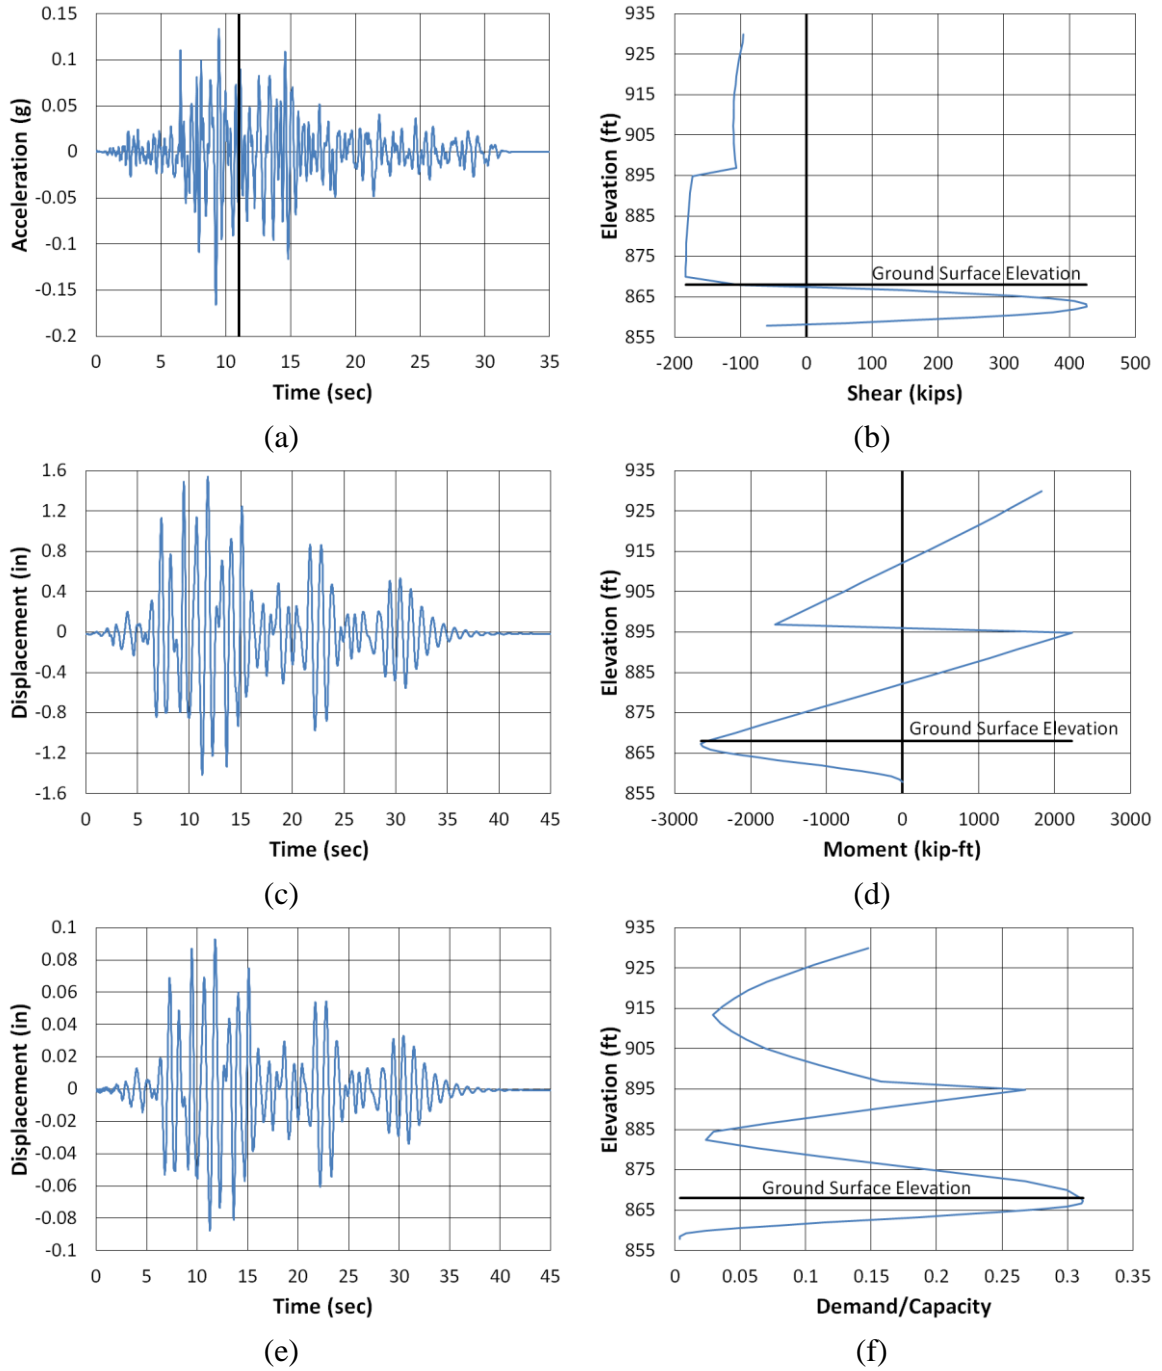 0.15
0.1
0.05
0
-0.05
-0.1
-0.15
-0.2
Acceleration (g)
0 5 10 15 20 25 30 35
Time (sec)
(a)
935
925
915
905
895
885
875
865
855
Elevation (ft)
Ground Surface Elevation
-200 -100 0 100 200 300 400 500
Shear (kips)
(b)
1.6
1.2
0.8
0.4
0
-0.4
-0.8
-1.2
-1.6
Displacement (in)
0 5 10 15 20 25 30 35 40 45
Time (sec)
(c)
935
925
915
905
895
885
875
865
855
Elevation (ft)
Ground Surface Elevation
-3000 -2000 -1000 0 1000 2000 3000
Moment (kip-ft)
(d)
0.1
0.08
0.06
0.04
0.02
0
-0.02
-0.04
-0.06
-0.08
-0.1
Displacement (in)
0 5 10 15 20 25 30 35 40 45
Time (sec)
(e)
935
925
915
905
895
885
875
865
855
Elevation (ft)
Ground Surface Elevation
0 0.05 0.1 0.15 0.2 0.25 0.3 0.35
Demand/Capacity
(f)